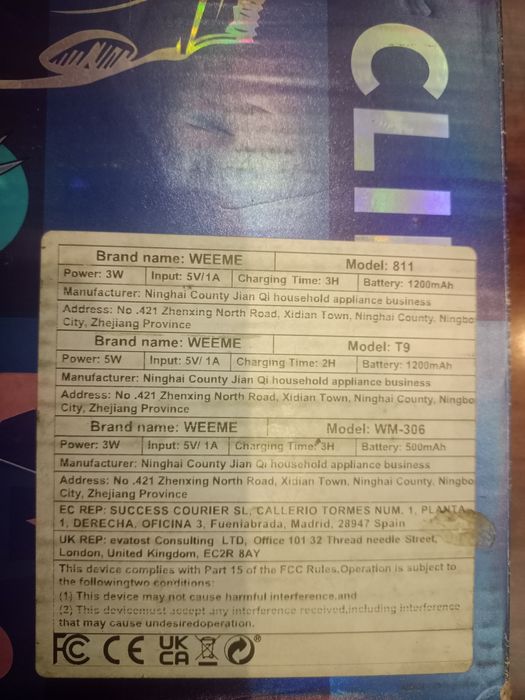 CLI
Brand name: WEEME Model: 811
Power: 3W Input: 5V/1A Charging Time: 3H Battery: 1200mAh
Manufacturer: Ninghai County Jian Qi household appliance business
Address: No .421 Zhenxing North Road, Xidian Town, Ninghai County, Ningbo
City, Zhejiang Province
Brand name: WEEME Model: T9
Power: 5W Input: 5V/ 1A Charging Time: 2H Battery: 1200mAh
Manufacturer: Ninghai County Jian Qi household appliance business
Address: No .421 Zhenxing North Road, Xidian Town, Ninghai County, Ningbo
City, Zhejiang Province
Brand name: WEEME Model: WM-306
Power: 3W Input: 5V/ 1A Charging Time: 3H Battery: 500mAh
Manufacturer: Ninghai County Jian Qi household appliance business
Address: No .421 Zhenxing North Road, Xidian Town, Ninghai County, Ningbo
City, Zhejiang Province
EC REP: SUCCESS COURIER SL, CALLERIO TORMES NUM. 1, PLANTA
1, DERECHA, OFICINA 3, Fueniabrada, Madrid, 28947 Spain
UK REP: evatost Consulting LTD, Office 101 32 Thread needle Street,
London, United Kingdom, EC2R 8AY
This device complies with Part 15 of the FCC Rules.Operation is subject to
the followingtwo conditions:
(1) This device may not cause harmful interference,and
(2) This devicemust accept any interference received,including interference
that may cause undesiredoperation.
FC CE UK CA ®